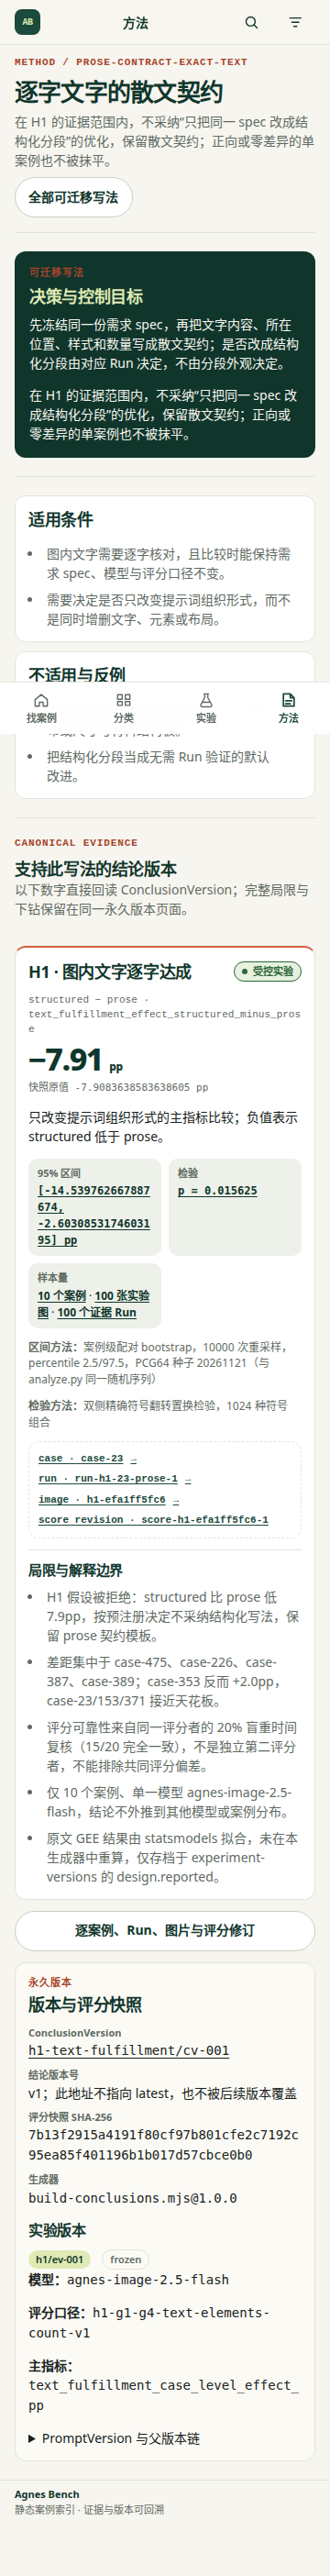 AB
方法
METHOD / PROSE-CONTRACT-EXACT-TEXT
逐字文字的散文契约
在 H1 的证据范围内，不采纳“只把同一 spec 改成结
构化分段”的优化，保留散文契约；正向或零差异的单
案例也不被抹平。
全部可迁移写法
可迁移写法
决策与控制目标
先冻结同一份需求 spec，再把文字内容、所在
位置、样式和数量写成散文契约；是否改成结构
化分段由对应 Run 决定，不由分段外观决定。
在 H1 的证据范围内，不采纳“只把同一 spec 改
成结构化分段”的优化，保留散文契约；正向或
零差异的单案例也不被抹平。
适用条件
图内文字需要逐字核对，且比较时能保持需
求 spec、模型与评分口径不变。
需要决定是否只改变提示词组织形式，而不
是同时增删文字、元素或布局。
不适用与反例
找案例
分类
实验
方法
把结构化分段当成无需 Run 验证的默认
改进。
CANONICAL EVIDENCE
支持此写法的结论版本
以下数字直接回读 ConclusionVersion；完整局限与
下钻保留在同一永久版本页面。
H1 · 图内文字逐字达成
受控实验
structured − prose ·
text_fulfillment_effect_structured_minus_pros
e
−7.91 pp
快照原值 -7.9083638583638605 pp
只改变提示词组织形式的主指标比较；负值表示
structured 低于 prose。
95% 区间
[-14.539762667887
674,
-2.60308531746031
95] pp
检验
p = 0.015625
样本量
10 个案例 · 100 张实验
图 · 100 个证据 Run
区间方法：案例级配对 bootstrap，10000 次重采样，
percentile 2.5/97.5，PCG64 种子 20261121（与
analyze.py 同一随机序列）
检验方法：双侧精确符号翻转置换检验，1024 种符号
组合
case · case-23 →
run · run-h1-23-prose-1 →
image · h1-efa1ff5fc6 →
score revision · score-h1-efa1ff5fc6-1
局限与解释边界
H1 假设被拒绝：structured 比 prose 低
7.9pp，按预注册决定不采纳结构化写法，保
留 prose 契约模板。
差距集中于 case-475、case-226、case-
387、case-389；case-353 反而 +2.0pp，
case-23/153/371 接近天花板。
评分可靠性来自同一评分者的 20% 盲重时间
复核（15/20 完全一致），不是独立第二评分
者，不能排除共同评分偏差。
仅 10 个案例、单一模型 agnes-image-2.5-
flash，结论不外推到其他模型或案例分布。
原文 GEE 结果由 statsmodels 拟合，未在本
生成器中重算，仅存档于 experiment-
versions 的 design.reported。
逐案例、Run、图片与评分修订
永久版本
版本与评分快照
ConclusionVersion
h1-text-fulfillment/cv-001
结论版本号
v1；此地址不指向 latest，也不被后续版本覆盖
评分快照 SHA-256
7b13f2915a4191f80cf97b801cfe2c7192c
95ea85f401196b1b017d57cbce0b0
生成器
build-conclusions.mjs@1.0.0
实验版本
h1/ev-001
frozen
模型：agnes-image-2.5-flash
评分口径：h1-g1-g4-text-elements-
count-v1
主指标：
text_fulfillment_case_level_effect_
pp
PromptVersion 与父版本链
Agnes Bench
静态案例索引 · 证据与版本可回溯